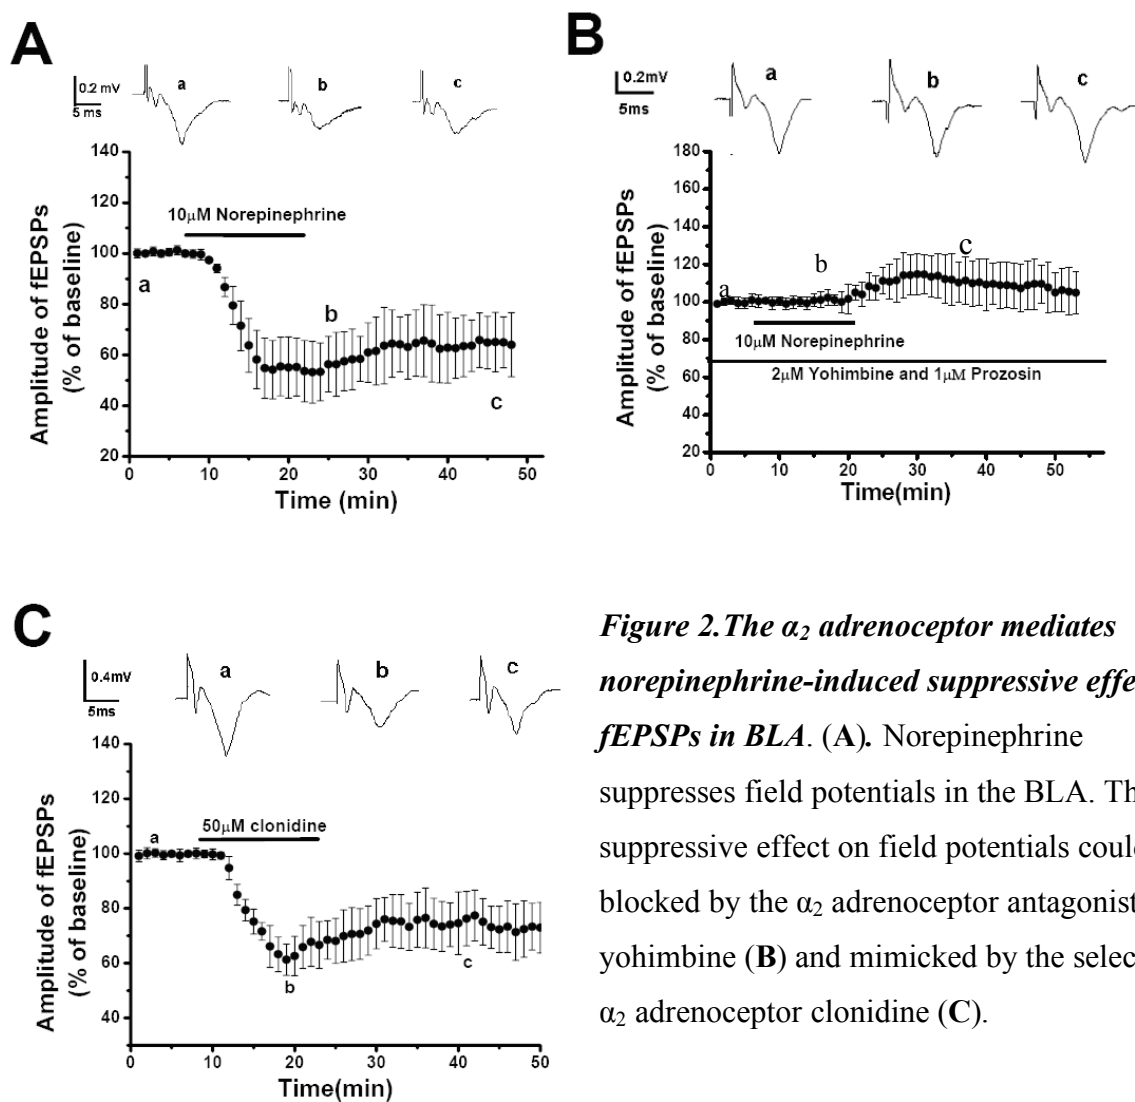 A
0.2 mV
5 ms
a
b
c
140
120
100
80
60
40
20
10μM Norepinephrine
a
b
c
0
10
20
30
40
50
Time (min)
Amplitude of fEPSPs
(% of baseline)
B
0.2mV
5ms
a
b
c
180
160
140
120
100
80
60
40
20
a
b
c
10μM Norepinephrine
2μM Yohimbine and 1μM Prozosin
0
10
20
30
40
50
Time(min)
Amplitude of fEPSPs
(% of baseline)
C
0.4mV
5ms
a
b
c
140
120
100
80
60
40
a
50μM clonidine
b
c
0
10
20
30
40
50
Time(min)
Amplitude of fEPSPs
(% of baseline)
Figure 2.The α₂ adrenoceptor mediates
norepinephrine-induced suppressive
fEPSPs in BLA. (A). Norepinephrine
suppresses field potentials in the BLA.
suppressive effect on field potentials
blocked by the α₂ adrenoceptor antagonist
yohimbine (B) and mimicked by the
α₂ adrenoceptor clonidine (C).